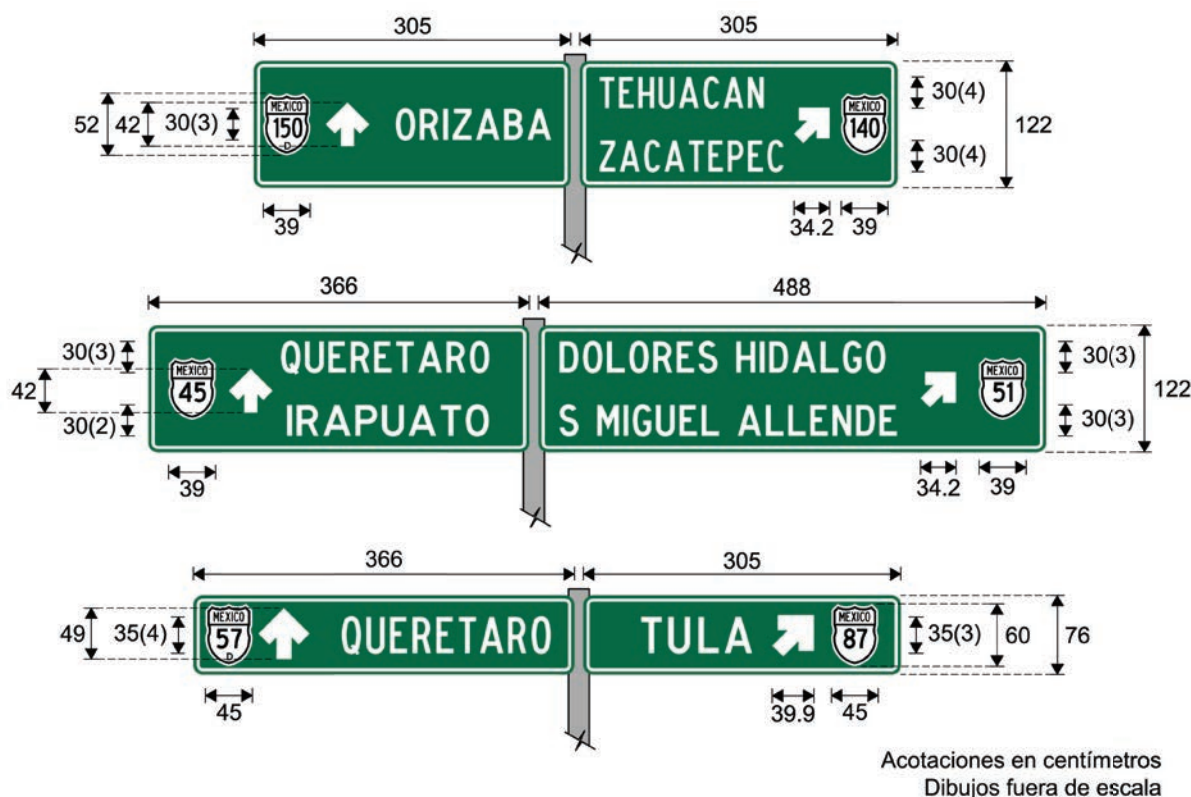 305 305
52 42 30(3) MEXICO 150 D ORIZABA
TEHUACAN
ZACATEPEC
MEXICO 140
30(4)
30(4)
122
39 34.2 39
366 488
30(3)
42
30(2)
MEXICO 45
QUERETARO
IRAPUATO
DOLORES HIDALGO
S MIGUEL ALLENDE
MEXICO 51
30(3)
30(3)
122
39 34.2 39
366 305
49 35(4) MEXICO 57 D QUERETARO
TULA MEXICO 87 35(3) 60 76
45 39.9 45
Acotaciones en centímetros
Dibujos fuera de escala